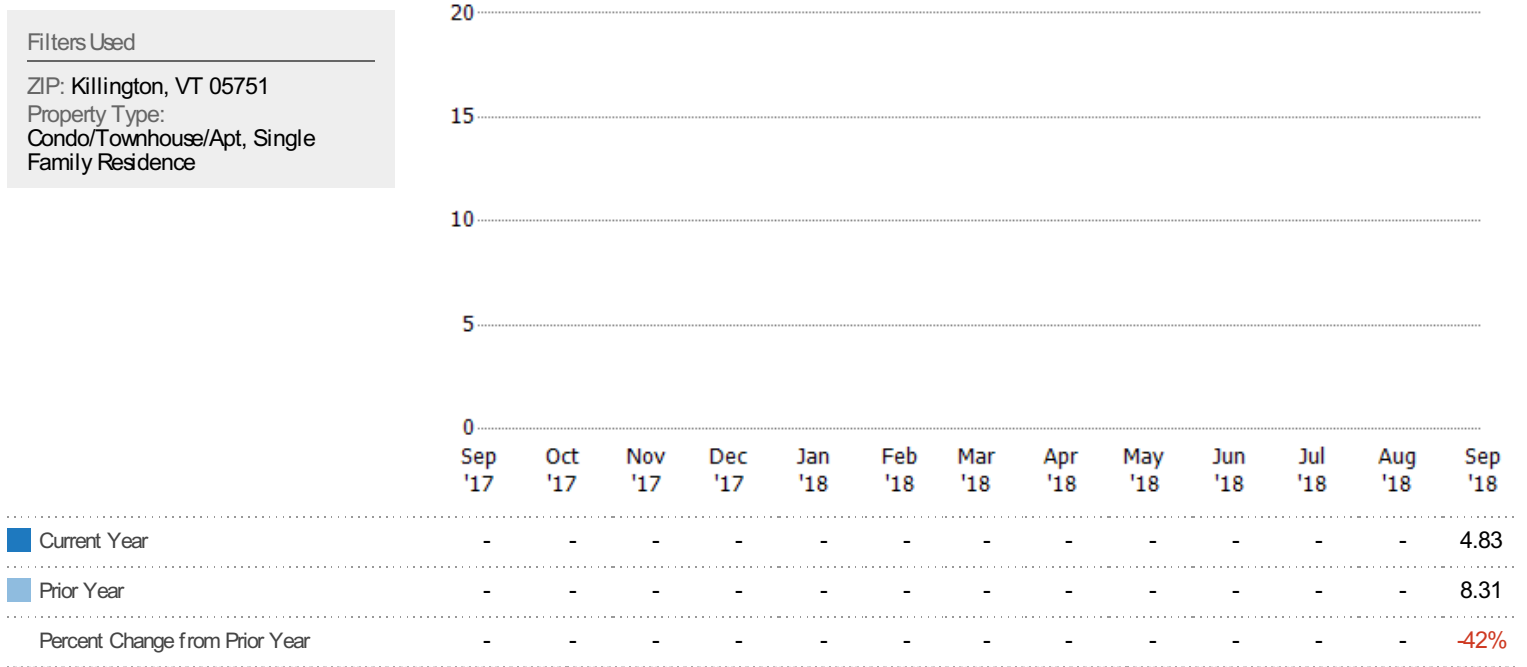 Filters Used
ZIP: Killington, VT 05751
Property Type:
Condo/Townhouse/Apt, Single
Family Residence
20
15
10
5
0
Sep Oct Nov Dec Jan Feb Mar Apr May Jun Jul Aug Sep
'17 '17 '17 '17 '18 '18 '18 '18 '18 '18 '18 '18 '18
Current Year - - - - - - - - - - - - 4.83
Prior Year - - - - - - - - - - - - 8.31
Percent Change from Prior Year - - - - - - - - - - - - -42%